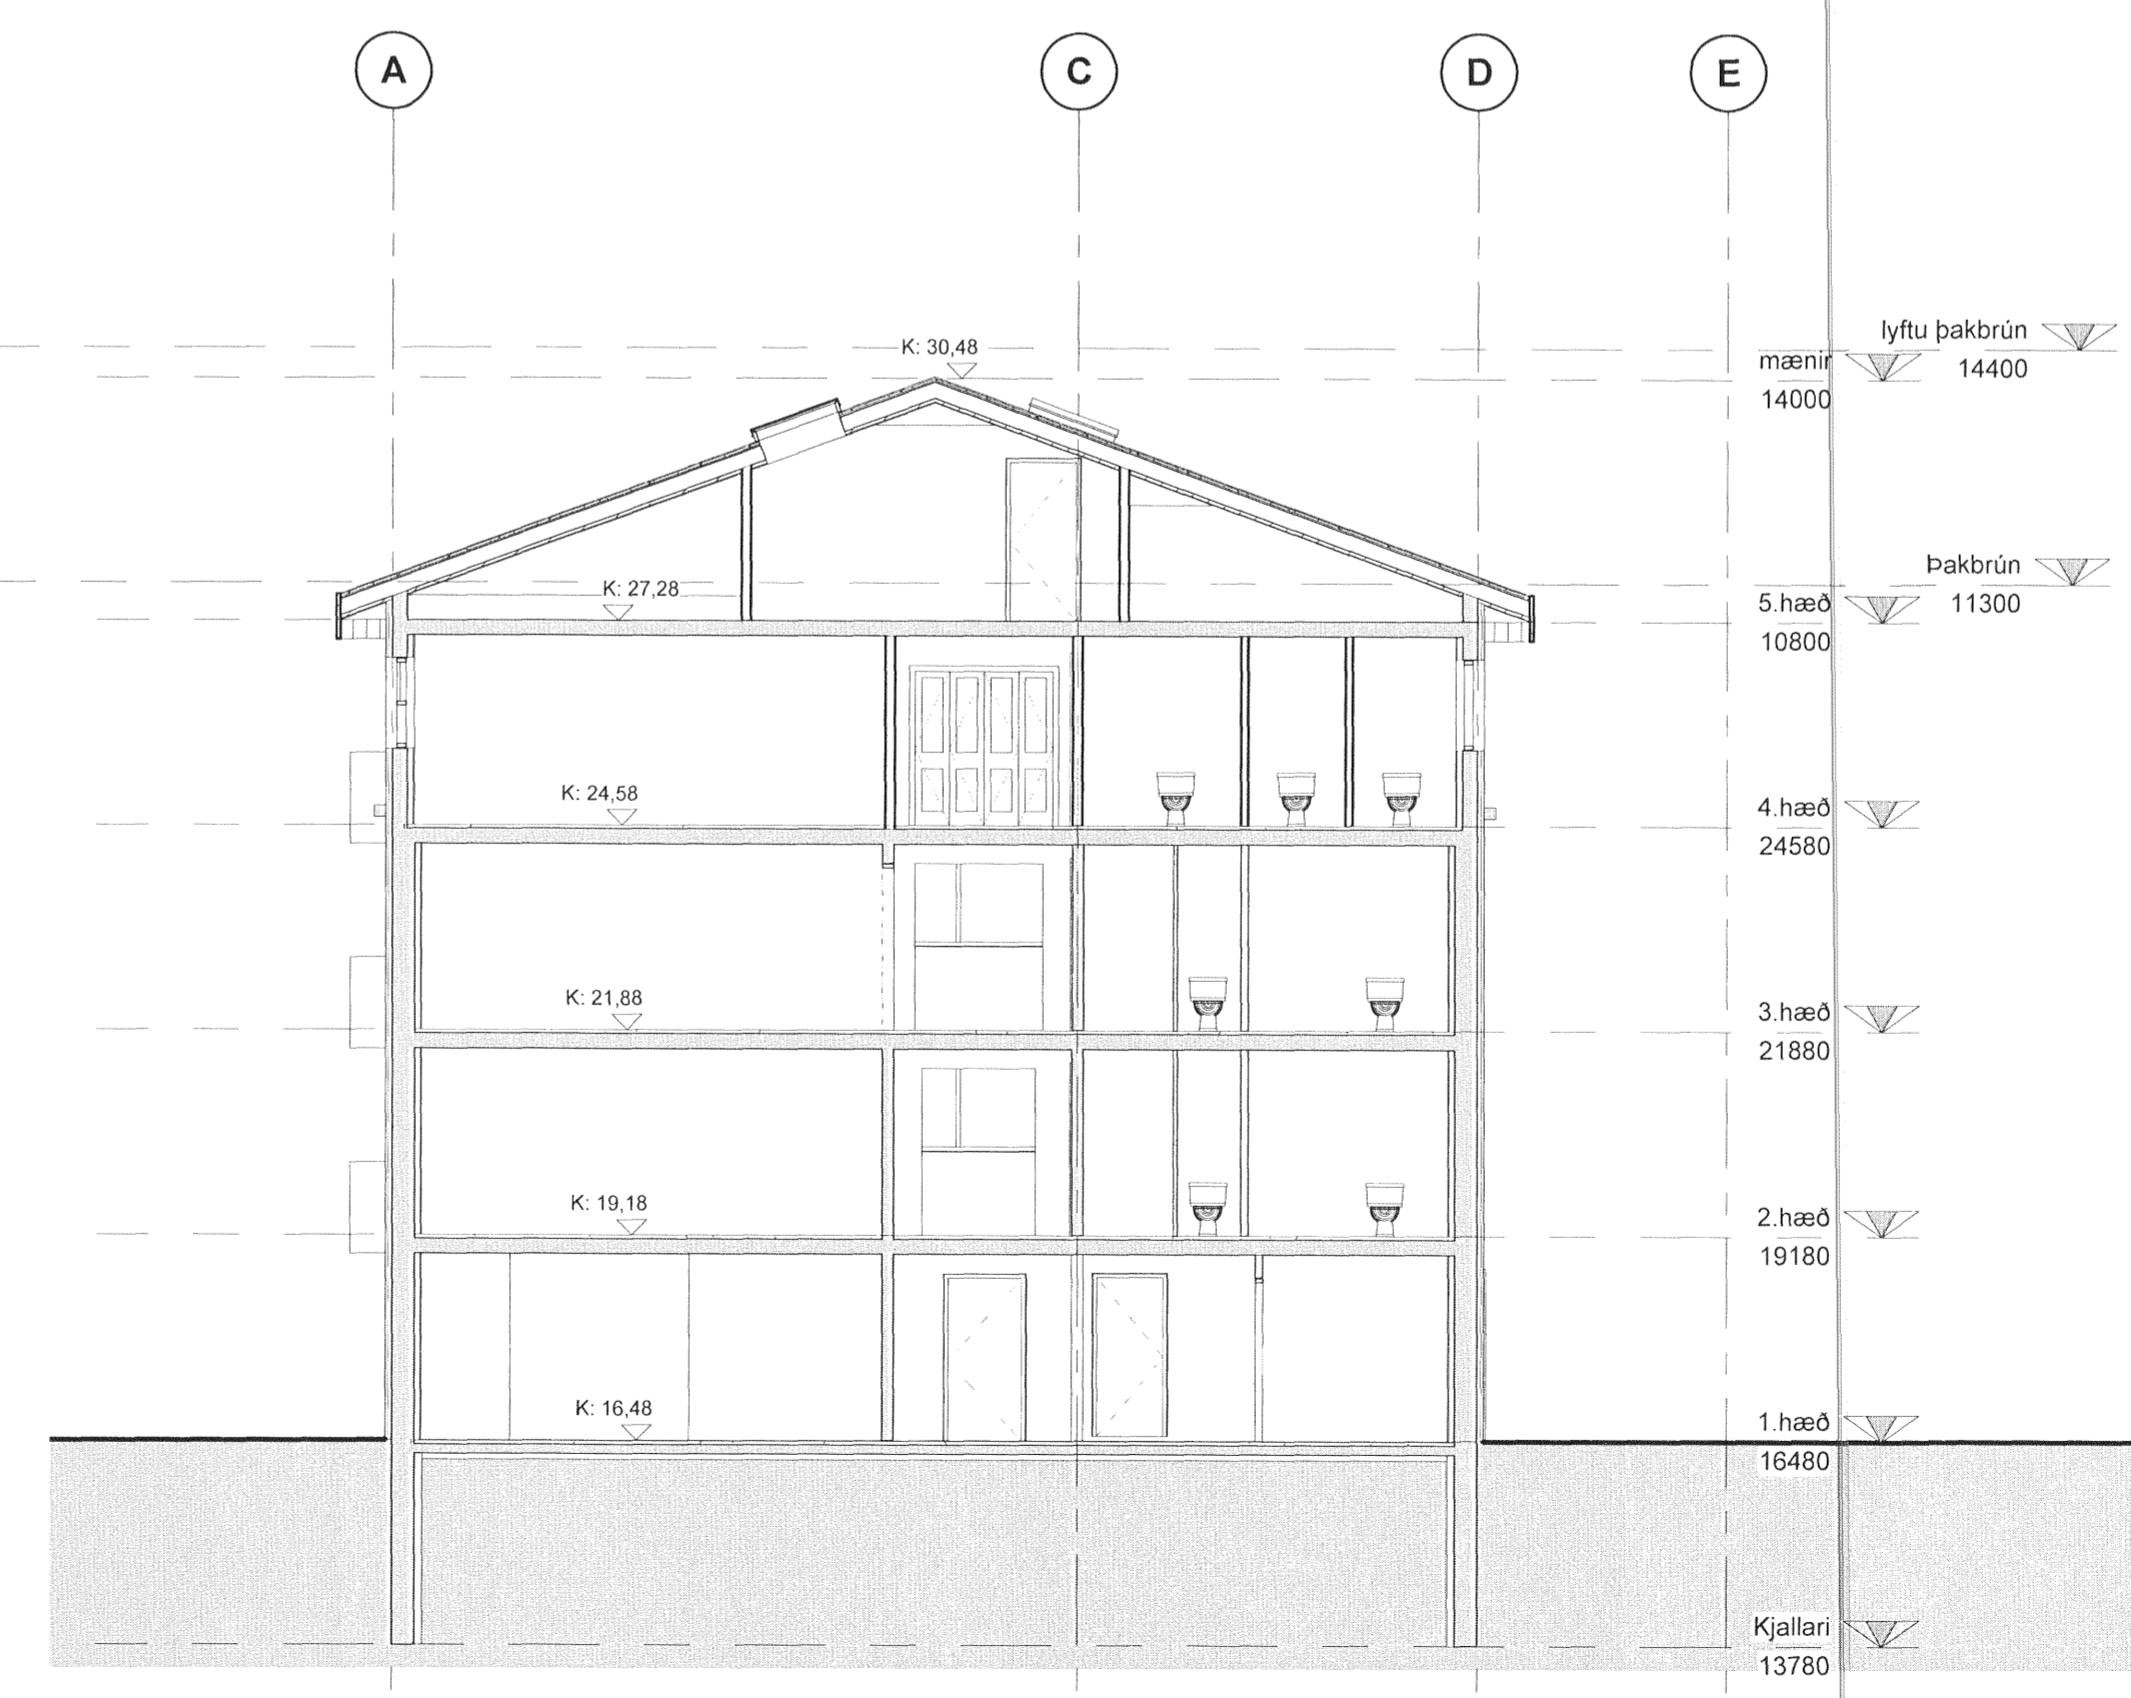 A
C
D
E
lyftu þakbrún
14400
K: 30,48
mænir
14000
Þakbrún
11300
K: 27,28
5.hæð
10800
K: 24,58
4.hæð
24580
K: 21,88
3.hæð
21880
K: 19,18
2.hæð
19180
K: 16,48
1.hæð
16480
Kjallari
13780